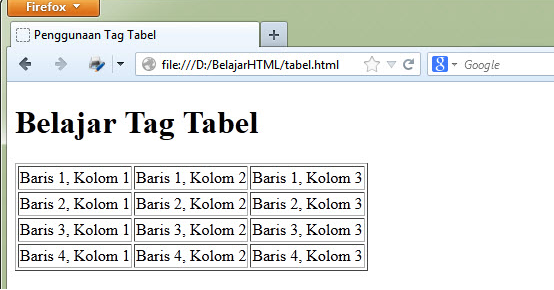 Firefox
Penggunaan Tag Tabel
file:///D:/BelajarHTML/tabel.html
Google
Belajar Tag Tabel
Baris 1, Kolom 1 Baris 1, Kolom 2 Baris 1, Kolom 3
Baris 2, Kolom 1 Baris 2, Kolom 2 Baris 2, Kolom 3
Baris 3, Kolom 1 Baris 3, Kolom 2 Baris 3, Kolom 3
Baris 4, Kolom 1 Baris 4, Kolom 2 Baris 4, Kolom 3